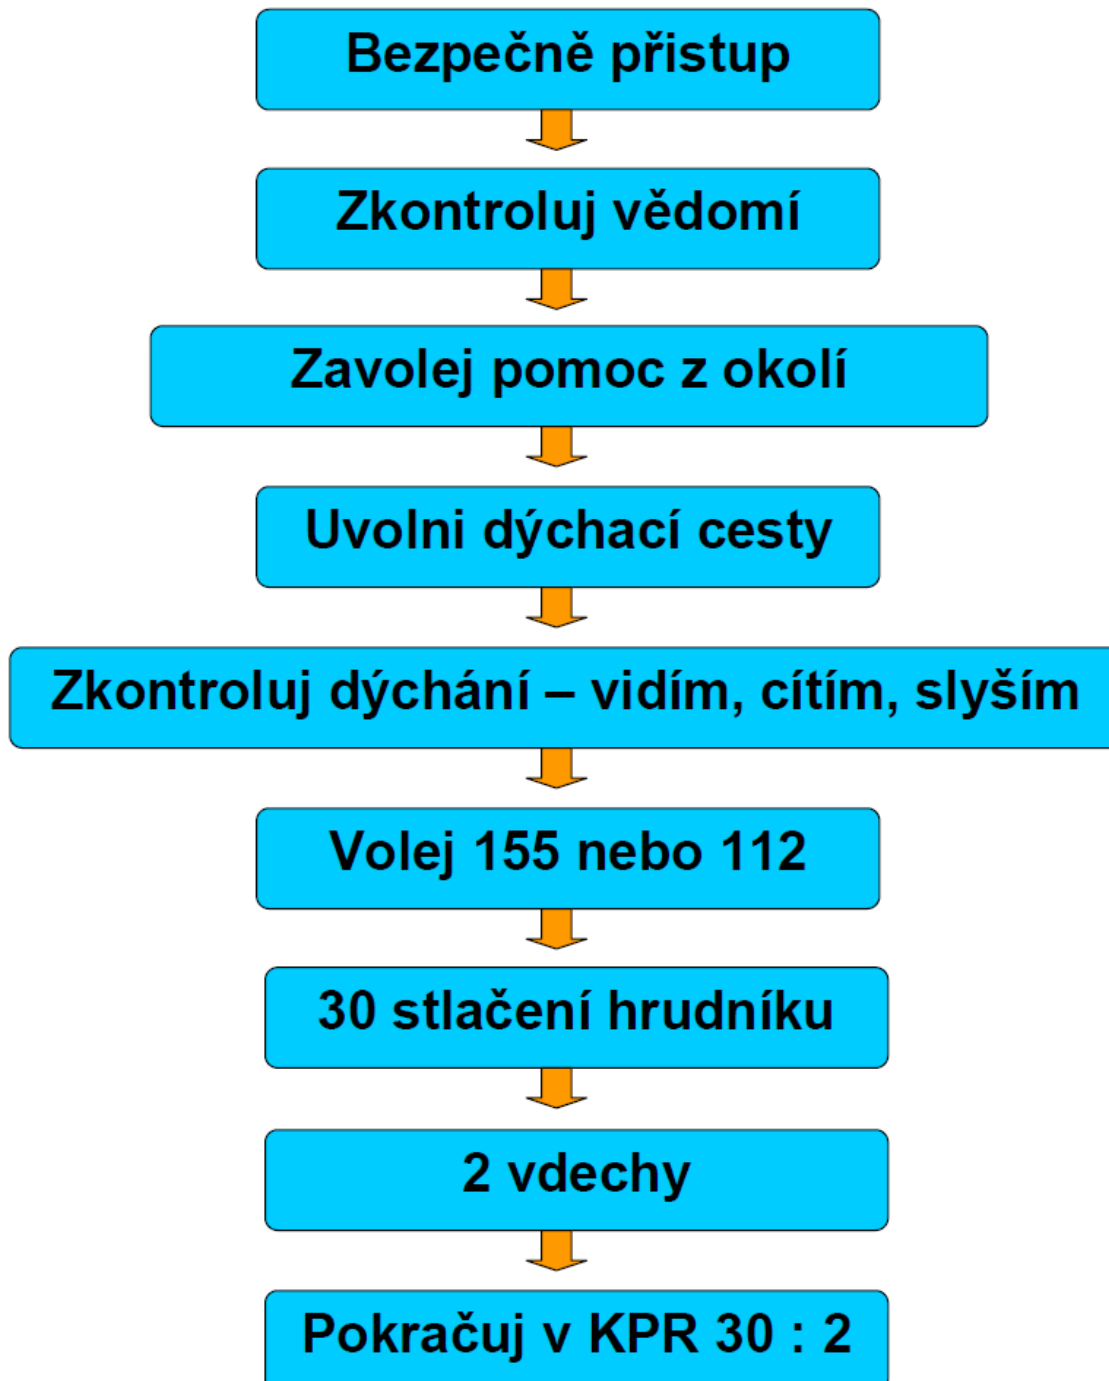 Bezpečně přistup
Zkontroluj vědomí
Zavolej pomoc z okolí
Uvolni dýchací cesty
Zkontroluj dýchání – vidím, cítím, slyším
Volej 155 nebo 112
30 stlačení hrudníku
2 vdechy
Pokračuj v KPR 30 : 2